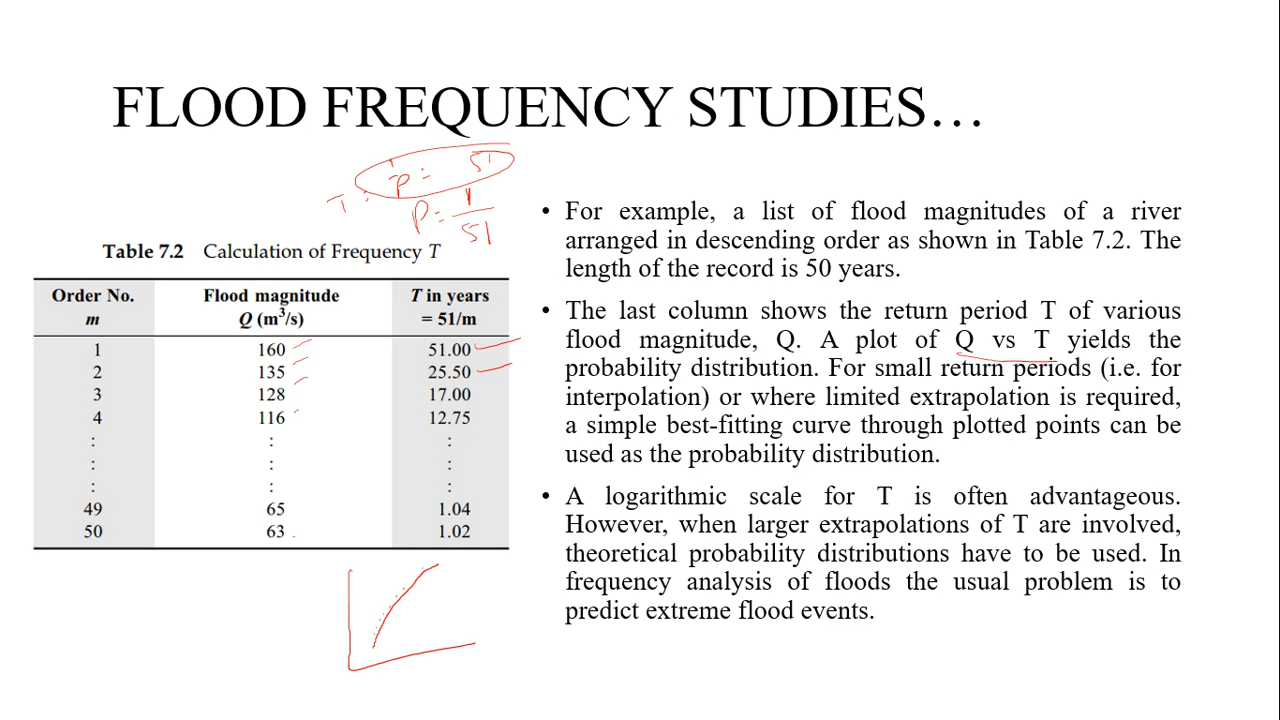 FLOOD FREQUENCY STUDIES…
T = 1/P = 51
P = 1/51
Table 7.2 Calculation of Frequency T
Order No. Flood magnitude T in years
m Q (m³/s) = 51/m
1 160 51.00
2 135 25.50
3 128 17.00
4 116 12.75
: : :
: : :
: : :
49 65 1.04
50 63 1.02
• For example, a list of flood magnitudes of a river
arranged in descending order as shown in Table 7.2. The
length of the record is 50 years.
• The last column shows the return period T of various
flood magnitude, Q. A plot of Q vs T yields the
probability distribution. For small return periods (i.e. for
interpolation) or where limited extrapolation is required,
a simple best-fitting curve through plotted points can be
used as the probability distribution.
• A logarithmic scale for T is often advantageous.
However, when larger extrapolations of T are involved,
theoretical probability distributions have to be used. In
frequency analysis of floods the usual problem is to
predict extreme flood events.